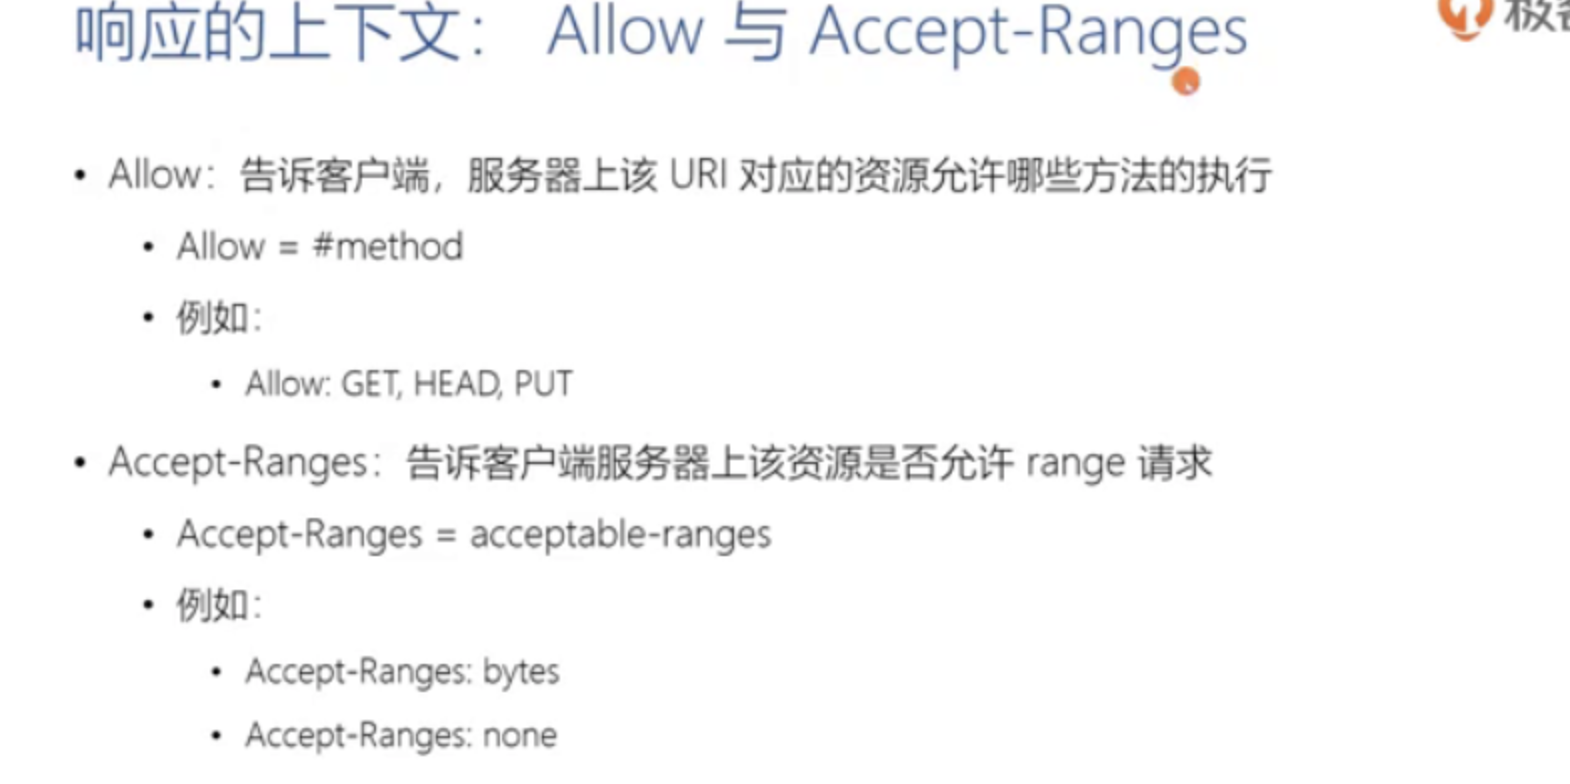 响应的上下文： Allow 与 Accept-Ranges
极
• Allow：告诉客户端，服务器上该 URI 对应的资源允许哪些方法的执行
• Allow = #method
• 例如：
• Allow: GET, HEAD, PUT
• Accept-Ranges：告诉客户端服务器上该资源是否允许 range 请求
• Accept-Ranges = acceptable-ranges
• 例如：
• Accept-Ranges: bytes
• Accept-Ranges: none